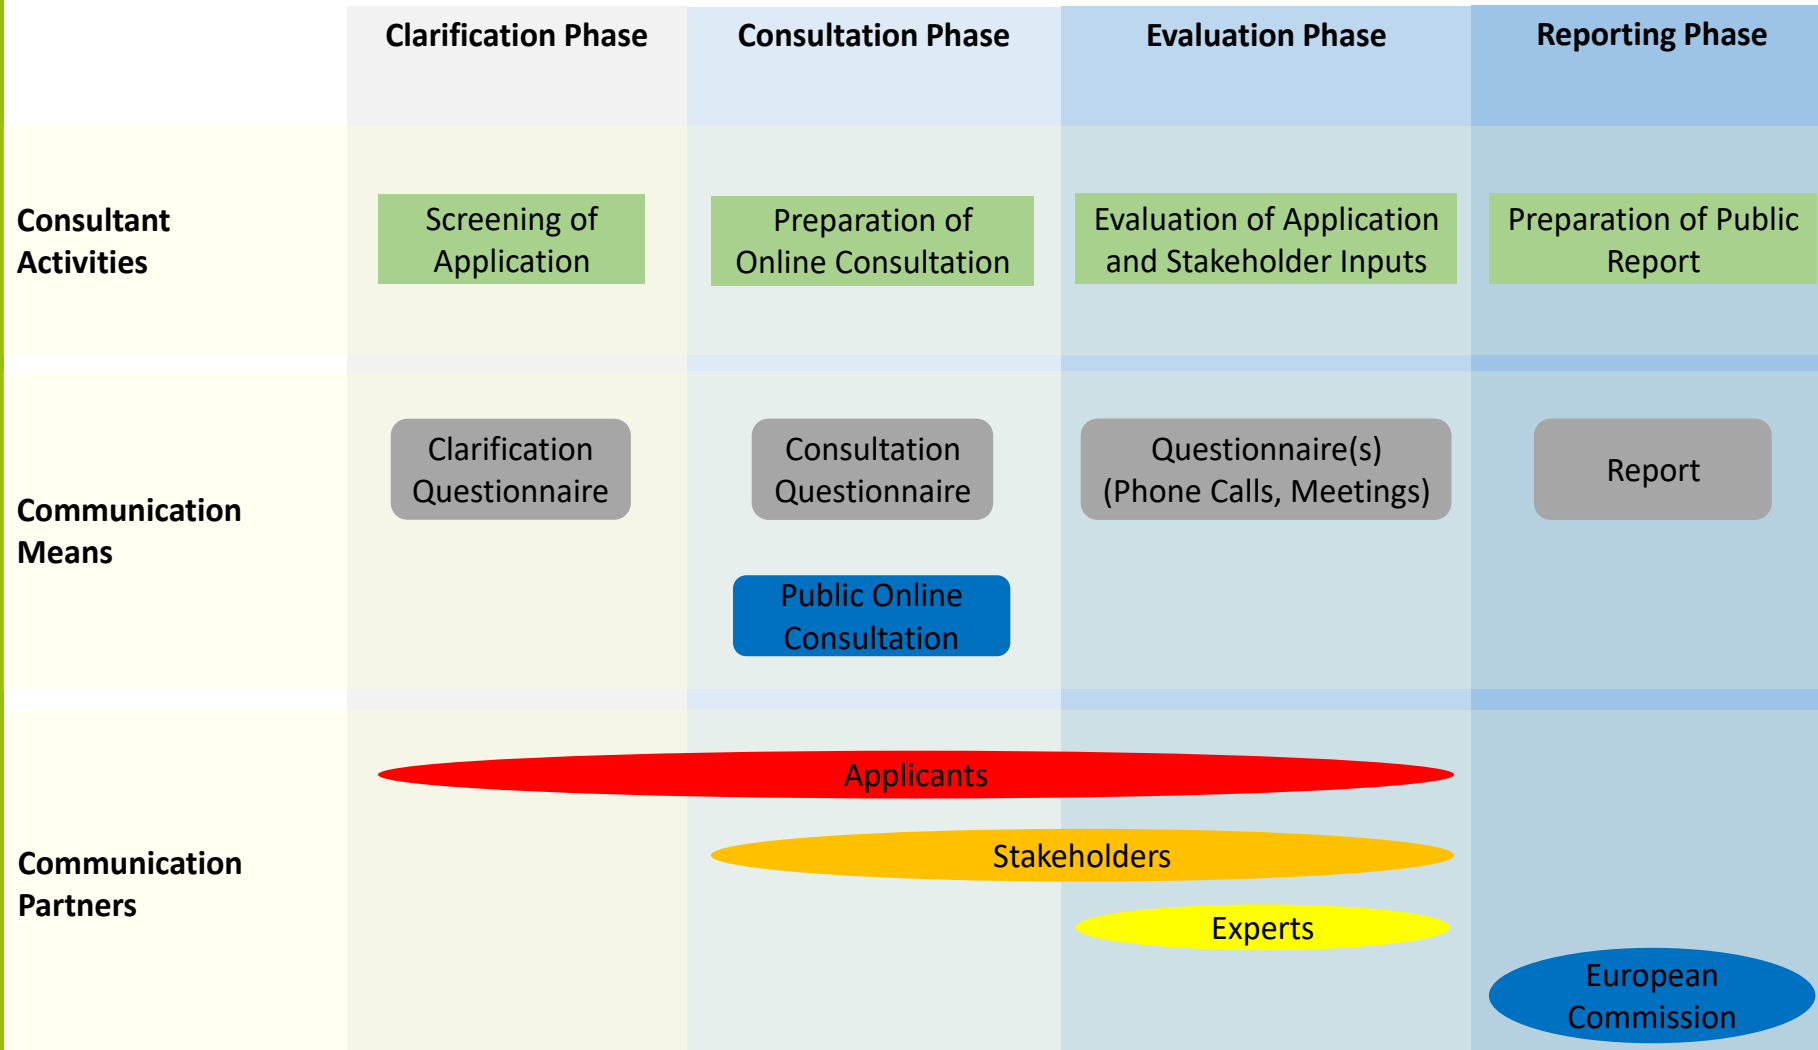 Clarification Phase
Consultation Phase
Evaluation Phase
Reporting Phase
Consultant
Activities
Screening of
Application
Preparation of
Online Consultation
Evaluation of Application
and Stakeholder Inputs
Preparation of Public
Report
Communication
Means
Clarification
Questionnaire
Consultation
Questionnaire
Questionnaire(s)
(Phone Calls, Meetings)
Report
Public Online
Consultation
Communication
Partners
Applicants
Stakeholders
Experts
European
Commission